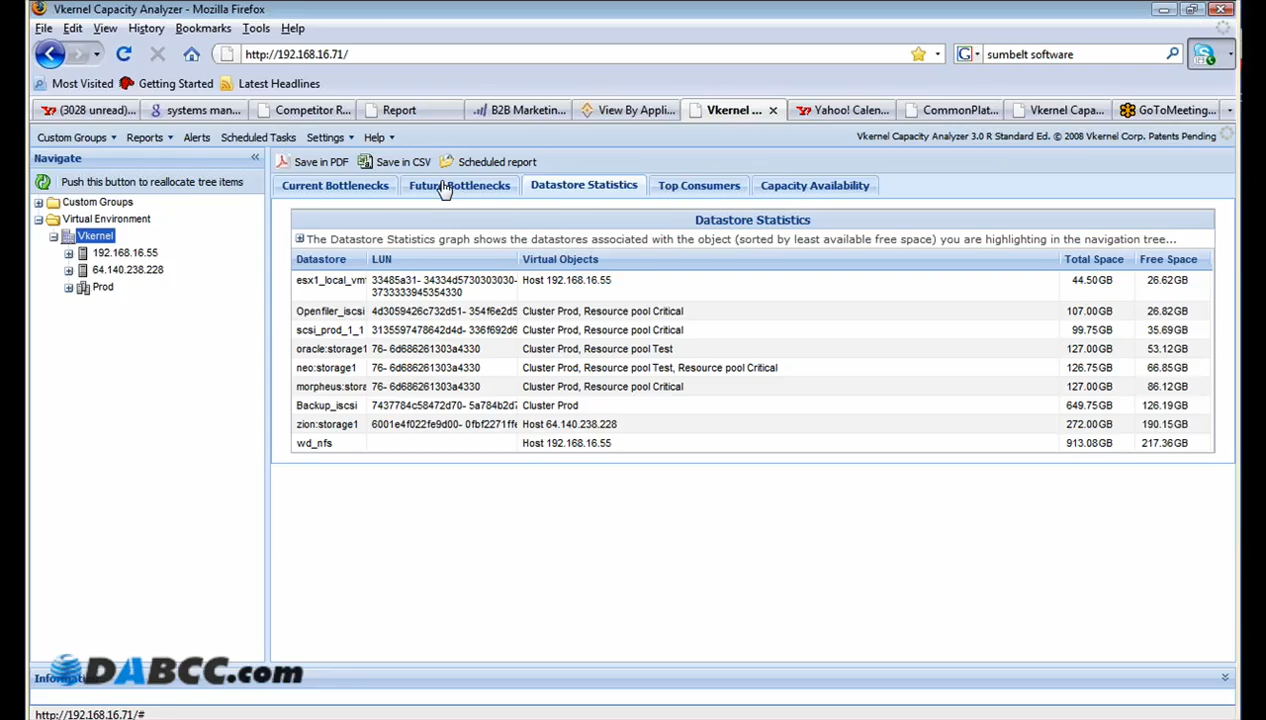 Vkernel Capacity Analyzer - Mozilla Firefox
File Edit View History Bookmarks Tools Help
http://192.168.16.71/
sumbelt software
Most Visited Getting Started Latest Headlines
(3028 unread)... systems man... Competitor R... Report B2B Marketin... View By Appli... Vkernel ... Yahoo! Calen... CommonPlat... Vkernel Capa... GoToMeeting...
Custom Groups Reports Alerts Scheduled Tasks Settings Help Vkernel Capacity Analyzer 3.0 R Standard Ed. © 2008 Vkernel Corp. Patents Pending
Navigate
Save in PDF Save in CSV Scheduled report
Push this button to reallocate tree items
Custom Groups
Virtual Environment
Vkernel
192.168.16.55
64.140.238.228
Prod
Current Bottlenecks Future Bottlenecks Datastore Statistics Top Consumers Capacity Availability
Datastore Statistics
The Datastore Statistics graph shows the datastores associated with the object (sorted by least available free space) you are highlighting in the navigation tree...
Datastore LUN Virtual Objects Total Space Free Space
esx1_local_vm 33485a31- 34334d5730303030- Host 192.168.16.55 44.50GB 26.62GB
3733333945354330
Openfiler_iscsi 4d3059426c732d51- 354f6e2d5 Cluster Prod, Resource pool Critical 107.00GB 26.82GB
scsi_prod_1_1 3135597478642d4d- 336f692d6 Cluster Prod, Resource pool Critical 99.75GB 35.69GB
oracle:storage1 76- 6d686261303a4330 Cluster Prod, Resource pool Test 127.00GB 53.12GB
neo:storage1 76- 6d686261303a4330 Cluster Prod, Resource pool Test, Resource pool Critical 126.75GB 66.85GB
morpheus:stora 76- 6d686261303a4330 Cluster Prod, Resource pool Critical 127.00GB 86.12GB
Backup_iscsi 7437784c58472d70- 5a784b2d7 Cluster Prod 649.75GB 126.19GB
zion:storage1 6001e4f022fe9d00- 0fbf2271ffe Host 64.140.238.228 272.00GB 190.15GB
wd_nfs Host 192.168.16.55 913.08GB 217.36GB
DABCC.com
http://192.168.16.71/#